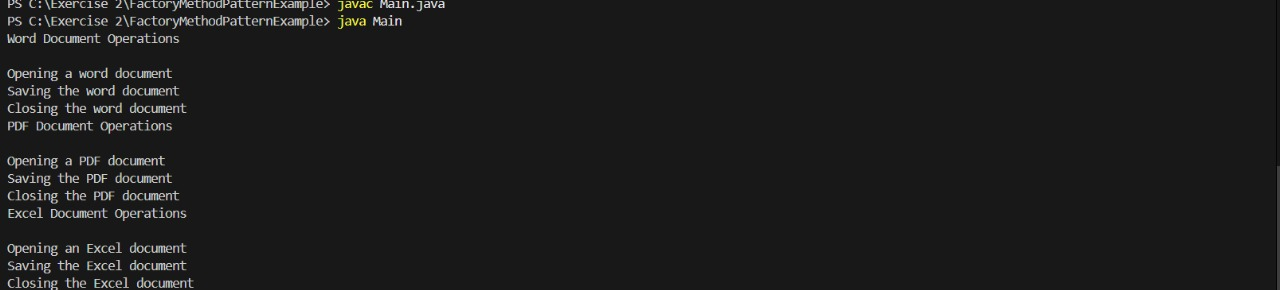 PS C:\Exercise 2\FactoryMethodPatternExample> javac Main.java
PS C:\Exercise 2\FactoryMethodPatternExample> java Main
Word Document Operations
Opening a word document
Saving the word document
Closing the word document
PDF Document Operations
Opening a PDF document
Saving the PDF document
Closing the PDF document
Excel Document Operations
Opening an Excel document
Saving the Excel document
Closing the Excel document